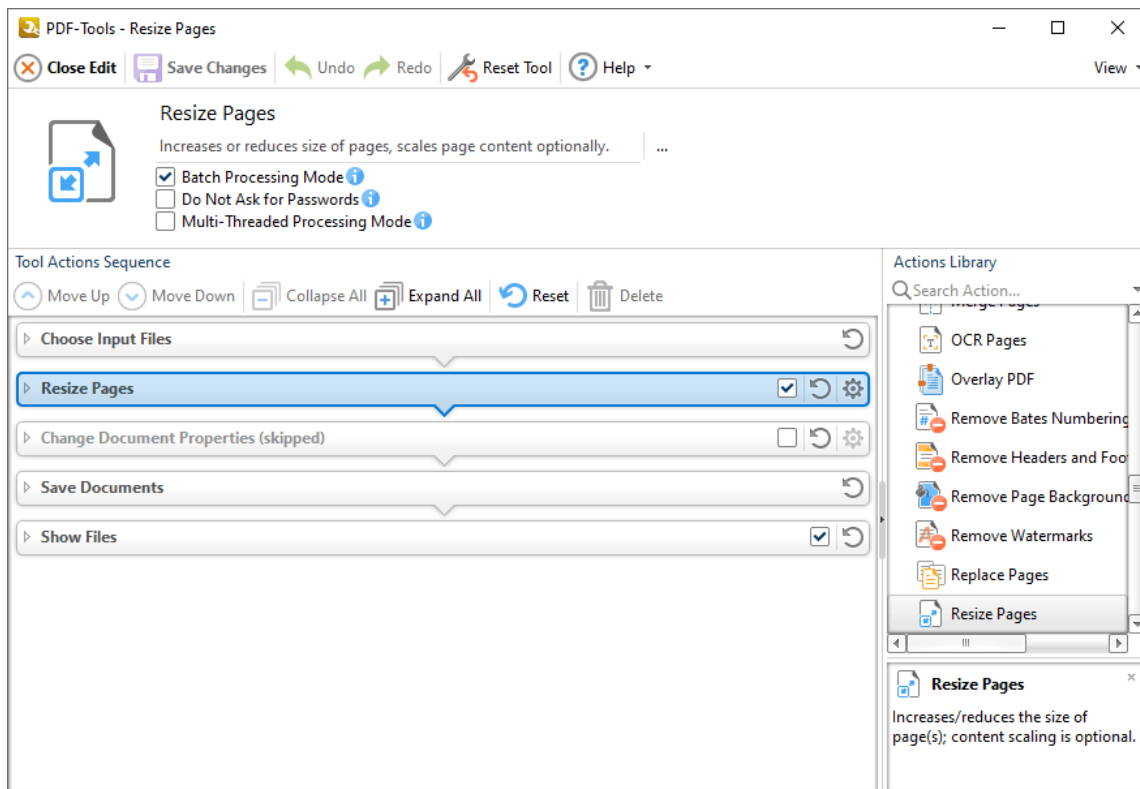 PDF-Tools - Resize Pages
Close Edit Save Changes Undo Redo Reset Tool ? Help View
Resize Pages
Increases or reduces size of pages, scales page content optionally. ...
Batch Processing Mode i
Do Not Ask for Passwords i
Multi-Threaded Processing Mode i
Tool Actions Sequence
Move Up Move Down Collapse All Expand All Reset Delete
Choose Input Files
Resize Pages
Change Document Properties (skipped)
Save Documents
Show Files
Actions Library
Search Action...
Merge Pages
OCR Pages
Overlay PDF
Remove Bates Numbering
Remove Headers and Foo
Remove Page Background
Remove Watermarks
Replace Pages
Resize Pages
Resize Pages
Increases/reduces the size of
page(s); content scaling is optional.